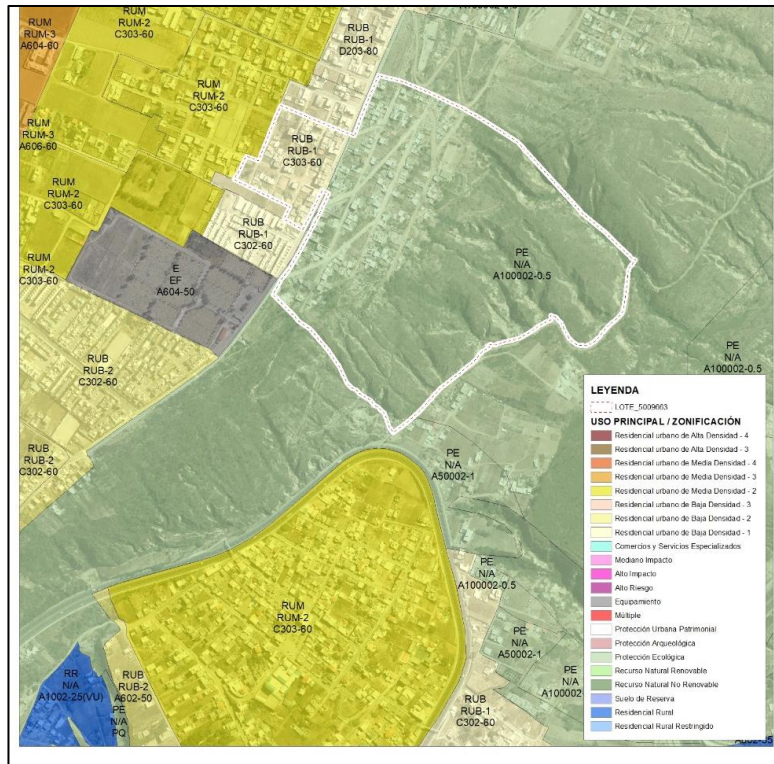 RUM
RUM-3
A604-60
RUM
RUM-2
C303-60
RUB
RUB-1
D203-80
RUM
RUM-2
C303-60
RUM
RUM-3
A606-60
RUB
RUB-1
C303-60
RUM
RUM-2
C303-60
RUB
RUB-1
C302-60
PE
N/A
A100002-0.5
E
EF
A604-50
RUM
RUM-2
C303-60
RUB
RUB-2
C302-60
PE
N/A
A100002-0.5
RUB
RUB-2
C302-60
PE
N/A
A50002-1
PE
N/A
A100002-0.5
RUM
RUM-2
C303-60
PE
N/A
A50002-1
PE
N/A
A100002
RR
N/A
A1002-25(VU)
RUB
RUB-2
A602-50
PE
N/A
PQ
RUB
RUB-1
C302-60
LEYENDA
LOTE_5009663
USO PRINCIPAL / ZONIFICACIÓN
Residencial urbano de Alta Densidad - 4
Residencial urbano de Alta Densidad - 3
Residencial urbano de Media Densidad - 4
Residencial urbano de Media Densidad - 3
Residencial urbano de Media Densidad - 2
Residencial urbano de Baja Densidad - 3
Residencial urbano de Baja Densidad - 2
Residencial urbano de Baja Densidad - 1
Comercios y Servicios Especializados
Mediano Impacto
Alto Impacto
Alto Riesgo
Equipamiento
Múltiple
Protección Urbana Patrimonial
Protección Arqueológica
Protección Ecológica
Recurso Natural Renovable
Recurso Natural No Renovable
Suelo de Reserva
Residencial Rural
Residencial Rural Restringido